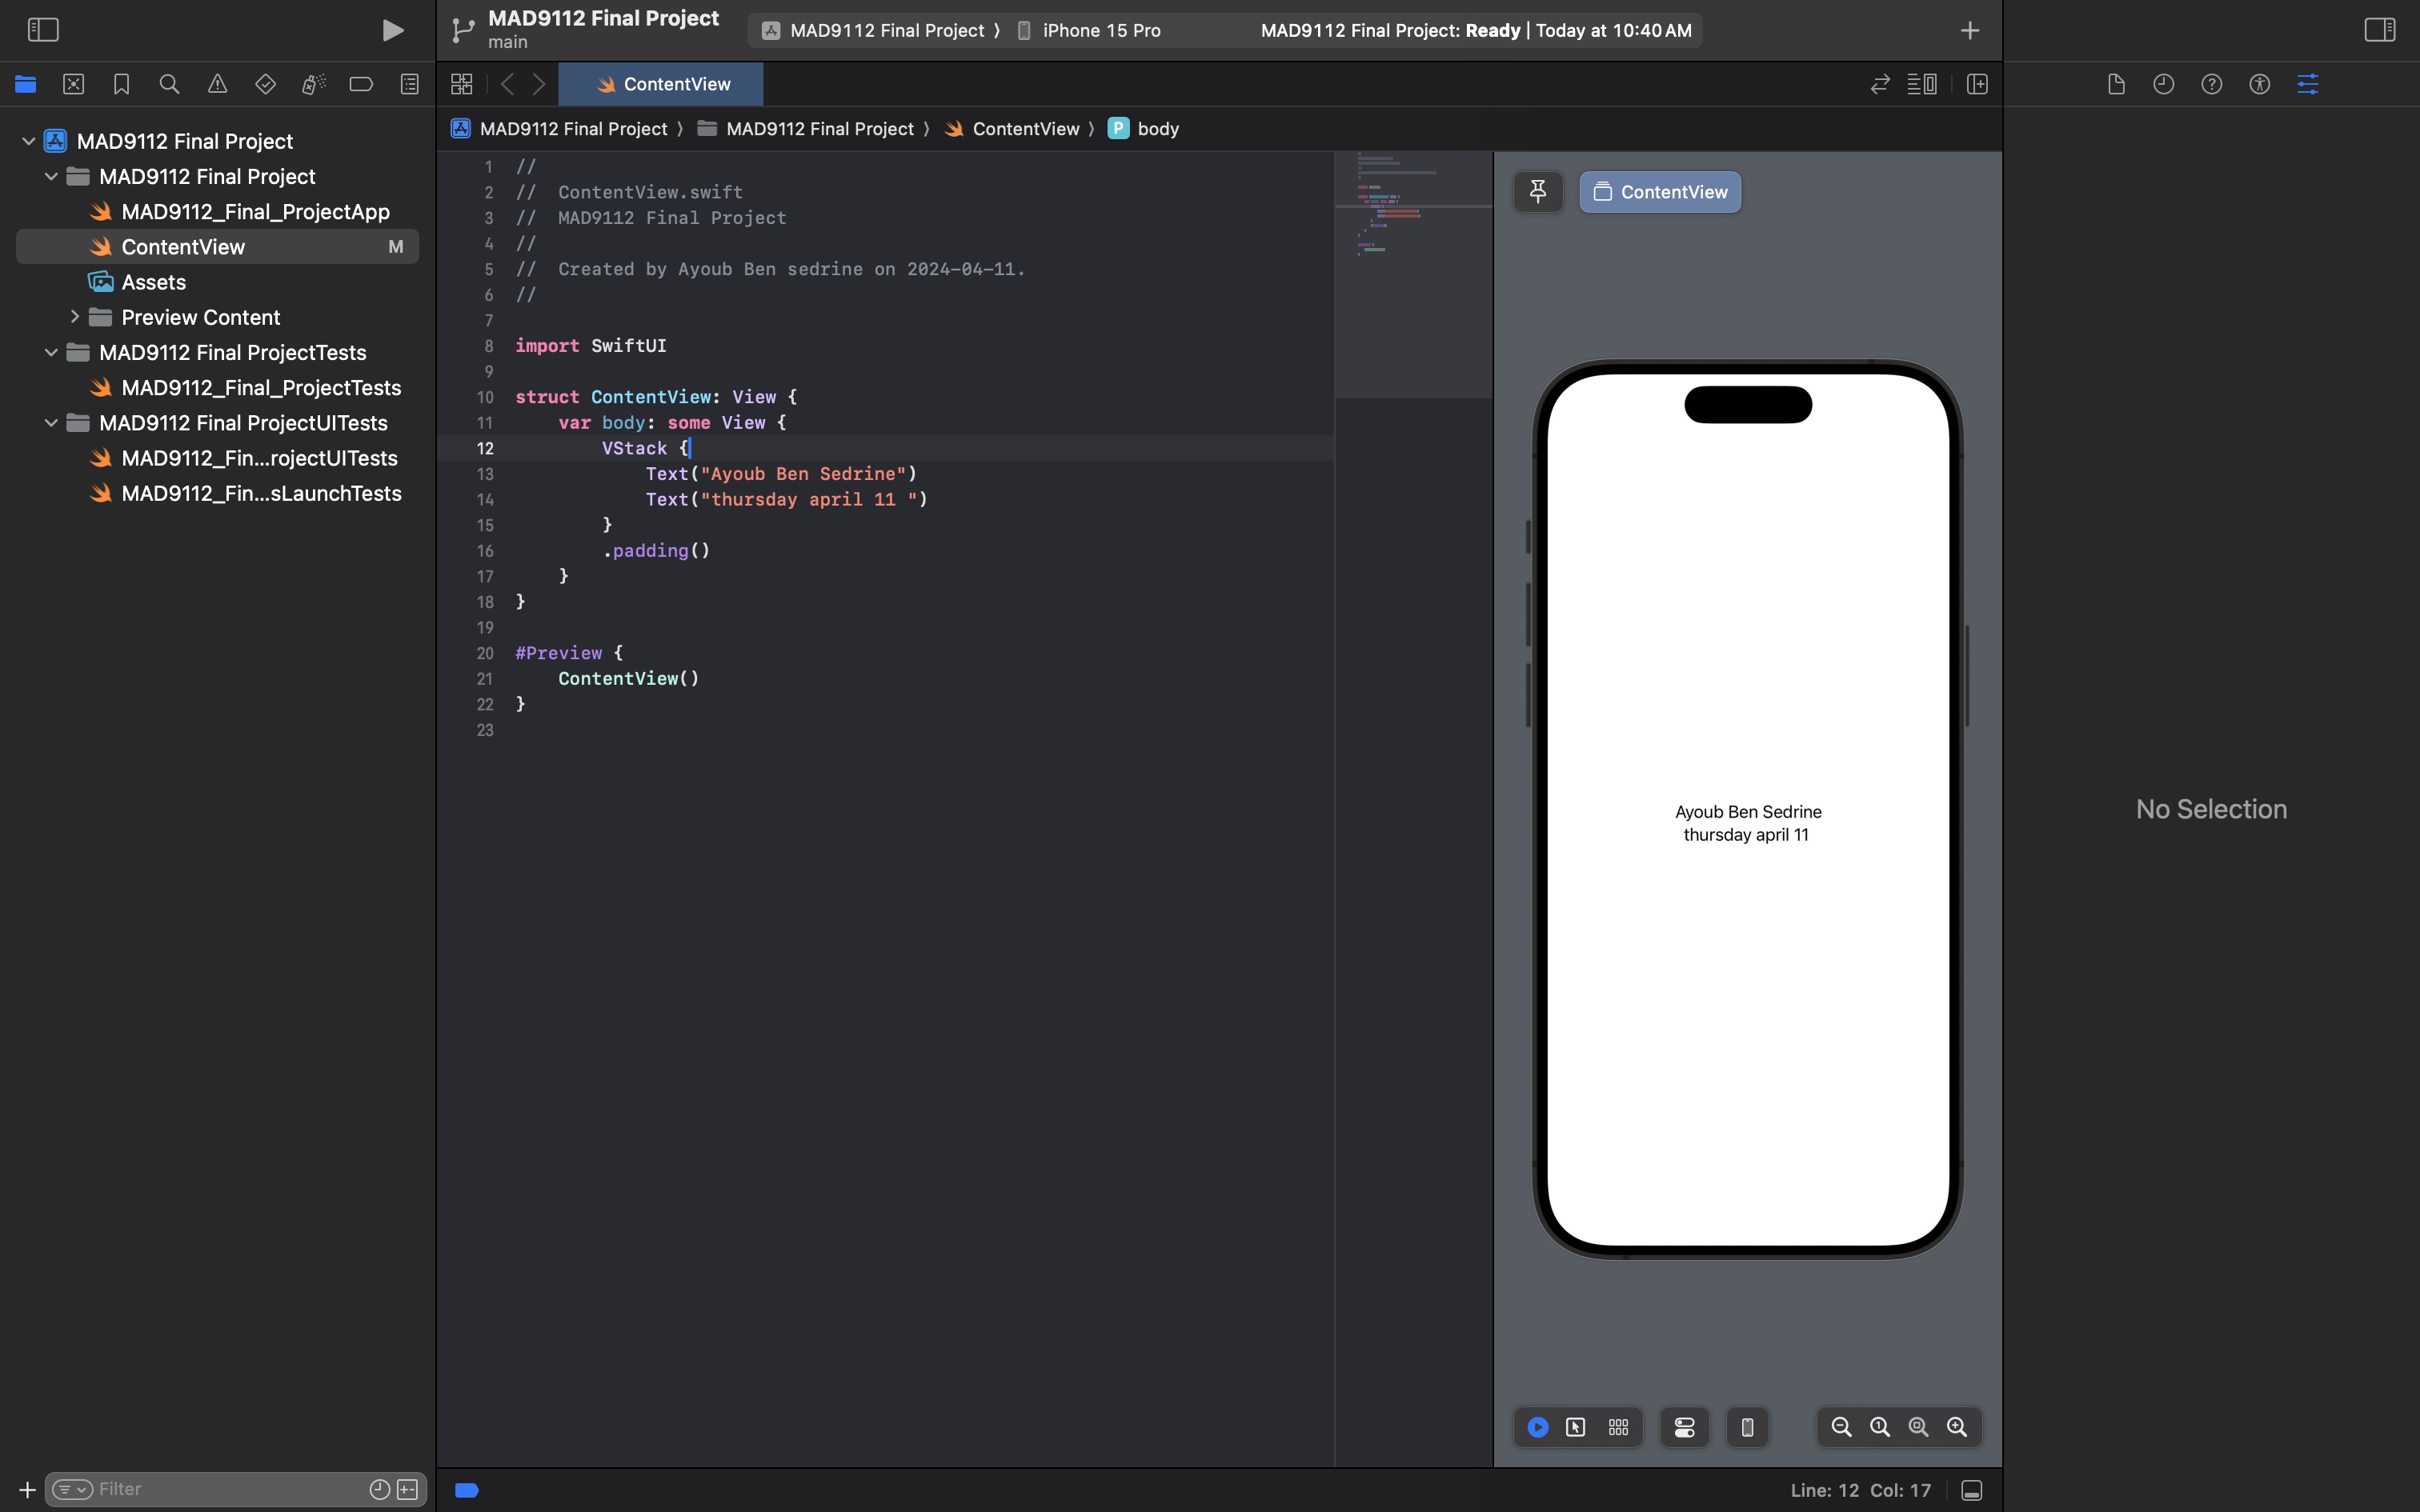 MAD9112 Final Project
main
MAD9112 Final Project 〉 iPhone 15 Pro
MAD9112 Final Project: Ready | Today at 10:40 AM
ContentView
MAD9112 Final Project 〉 MAD9112 Final Project 〉 ContentView 〉 P body
MAD9112 Final Project
MAD9112 Final Project
MAD9112_Final_ProjectApp
ContentView M
Assets
Preview Content
MAD9112 Final ProjectTests
MAD9112_Final_ProjectTests
MAD9112 Final ProjectUITests
MAD9112_Fin...rojectUITests
MAD9112_Fin...sLaunchTests
Filter
1 //
2 //  ContentView.swift
3 //  MAD9112 Final Project
4 //
5 //  Created by Ayoub Ben sedrine on 2024-04-11.
6 //
7
8 import SwiftUI
9
10 struct ContentView: View {
11     var body: some View {
12         VStack {
13             Text("Ayoub Ben Sedrine")
14             Text("thursday april 11 ")
15         }
16         .padding()
17     }
18 }
19
20 #Preview {
21     ContentView()
22 }
23
ContentView
Ayoub Ben Sedrine
thursday april 11
No Selection
Line: 12 Col: 17